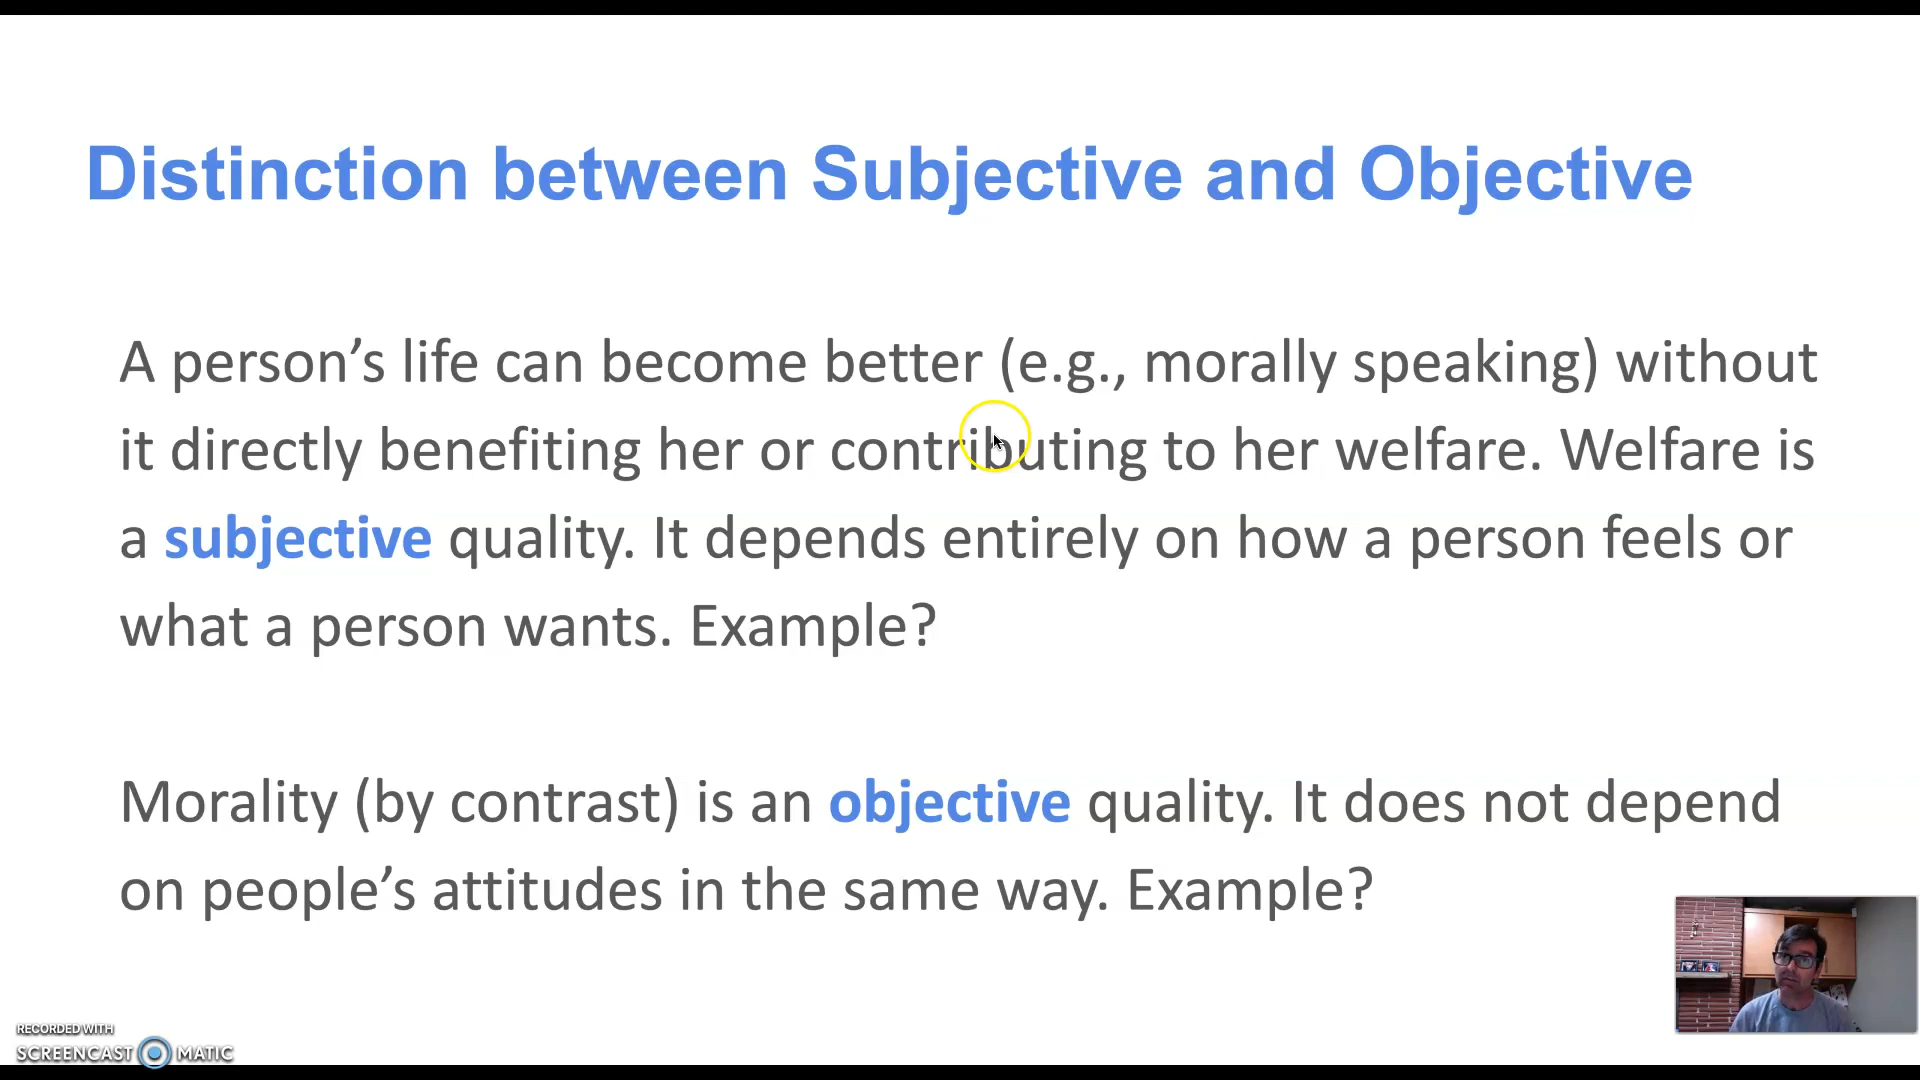 Distinction between Subjective and Objective
A person’s life can become better (e.g., morally speaking) without
it directly benefiting her or contributing to her welfare. Welfare is
a subjective quality. It depends entirely on how a person feels or
what a person wants. Example?
Morality (by contrast) is an objective quality. It does not depend
on people’s attitudes in the same way. Example?
RECORDED WITH
SCREENCAST MATIC